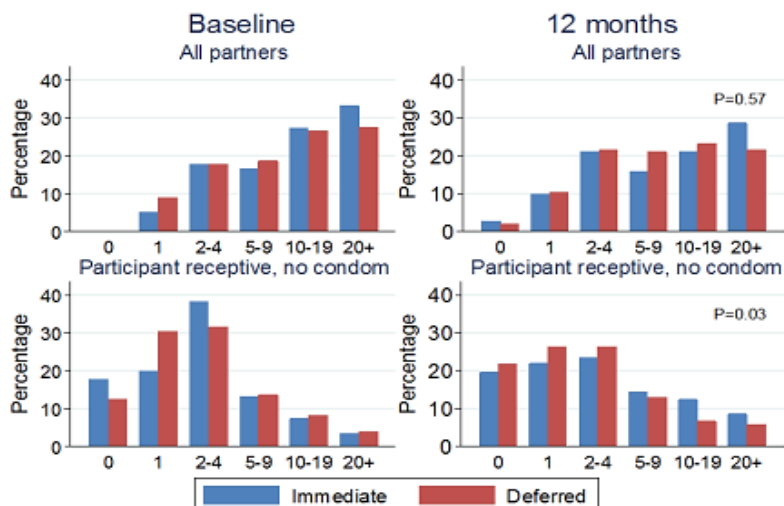 Baseline
All partners
Percentage
40
30
20
10
0
0 1 2-4 5-9 10-19 20+
12 months
All partners
P=0.57
Percentage
40
30
20
10
0
0 1 2-4 5-9 10-19 20+
Participant receptive, no condom
Percentage
40
30
20
10
0
0 1 2-4 5-9 10-19 20+
Participant receptive, no condom
P=0.03
Percentage
40
30
20
10
0
0 1 2-4 5-9 10-19 20+
Immediate Deferred